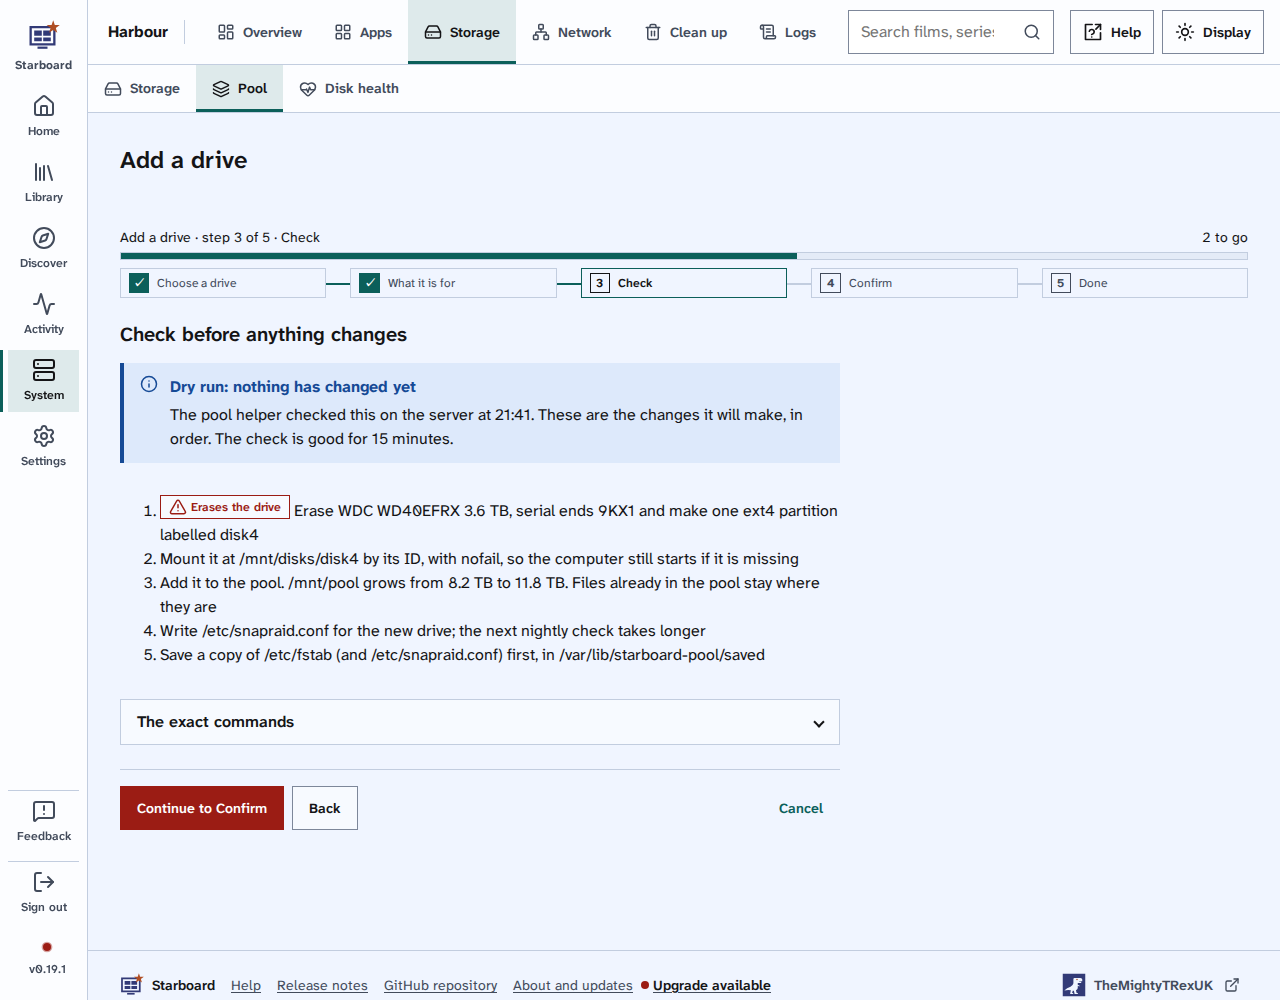 Starboard
Home
Library
Discover
Activity
System
Settings
Feedback
Sign out
v0.19.1
Harbour
Overview
Apps
Storage
Network
Clean up
Logs
Search films, series
Help
Display
Storage
Pool
Disk health
Add a drive
Add a drive · step 3 of 5 · Check
2 to go
Choose a drive
What it is for
3 Check
4 Confirm
5 Done
Check before anything changes
Dry run: nothing has changed yet
The pool helper checked this on the server at 21:41. These are the changes it will make, in
order. The check is good for 15 minutes.
1. Erases the drive Erase WDC WD40EFRX 3.6 TB, serial ends 9KX1 and make one ext4 partition
labelled disk4
2. Mount it at /mnt/disks/disk4 by its ID, with nofail, so the computer still starts if it is missing
3. Add it to the pool. /mnt/pool grows from 8.2 TB to 11.8 TB. Files already in the pool stay where
they are
4. Write /etc/snapraid.conf for the new drive; the next nightly check takes longer
5. Save a copy of /etc/fstab (and /etc/snapraid.conf) first, in /var/lib/starboard-pool/saved
The exact commands
Continue to Confirm
Back
Cancel
Starboard
Help
Release notes
GitHub repository
About and updates
Upgrade available
TheMightyTRexUK